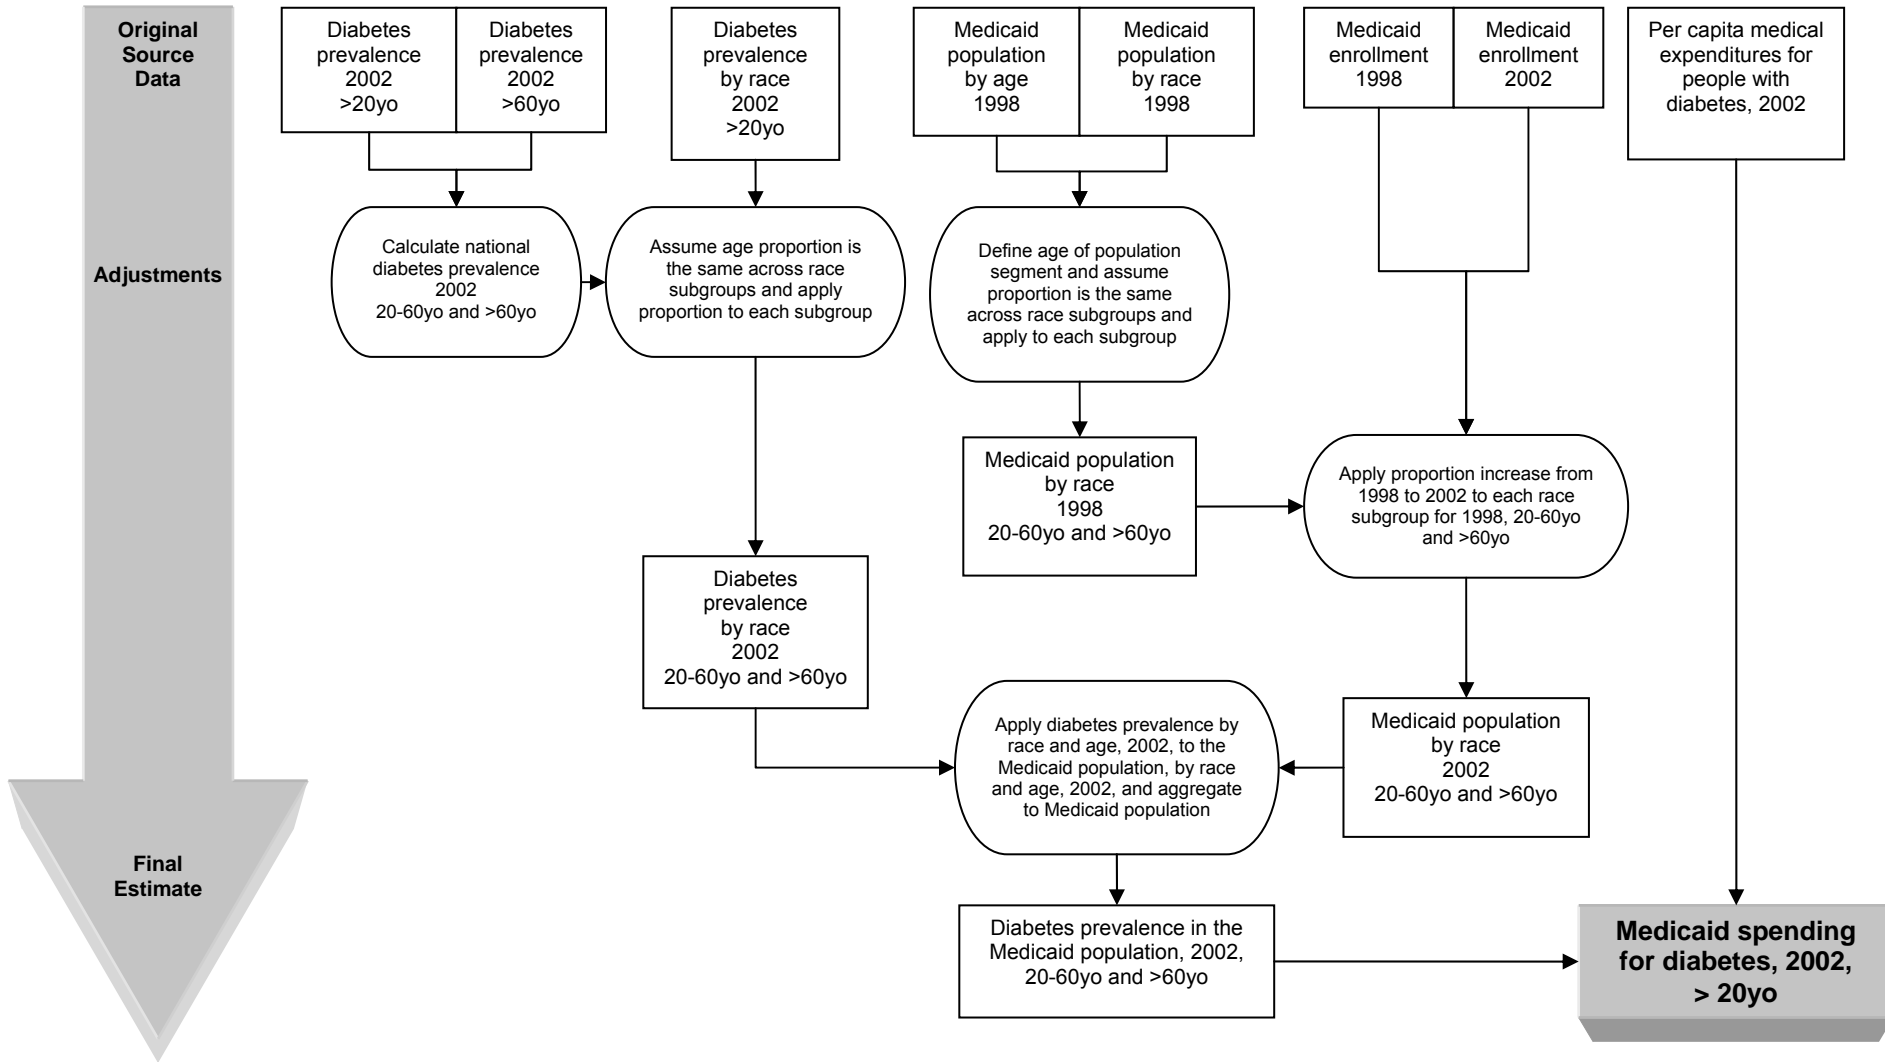 Original
Source
Data
Diabetes
prevalence
2002
>20yo
Diabetes
prevalence
2002
>60yo
Diabetes
prevalence
by race
2002
>20yo
Medicaid
population
by age
1998
Medicaid
population
by race
1998
Medicaid
enrollment
1998
Medicaid
enrollment
2002
Per capita medical
expenditures for
people with
diabetes, 2002
Adjustments
Calculate national
diabetes prevalence
2002
20-60yo and >60yo
Assume age proportion is
the same across race
subgroups and apply
proportion to each subgroup
Define age of population
segment and assume
proportion is the same
across race subgroups and
apply to each subgroup
Medicaid population
by race
1998
20-60yo and >60yo
Apply proportion increase from
1998 to 2002 to each race
subgroup for 1998, 20-60yo
and >60yo
Diabetes
prevalence
by race
2002
20-60yo and >60yo
Apply diabetes prevalence by
race and age, 2002, to the
Medicaid population, by race
and age, 2002, and aggregate
to Medicaid population
Medicaid population
by race
2002
20-60yo and >60yo
Final
Estimate
Diabetes prevalence in the
Medicaid population, 2002,
20-60yo and >60yo
Medicaid spending
for diabetes, 2002,
> 20yo